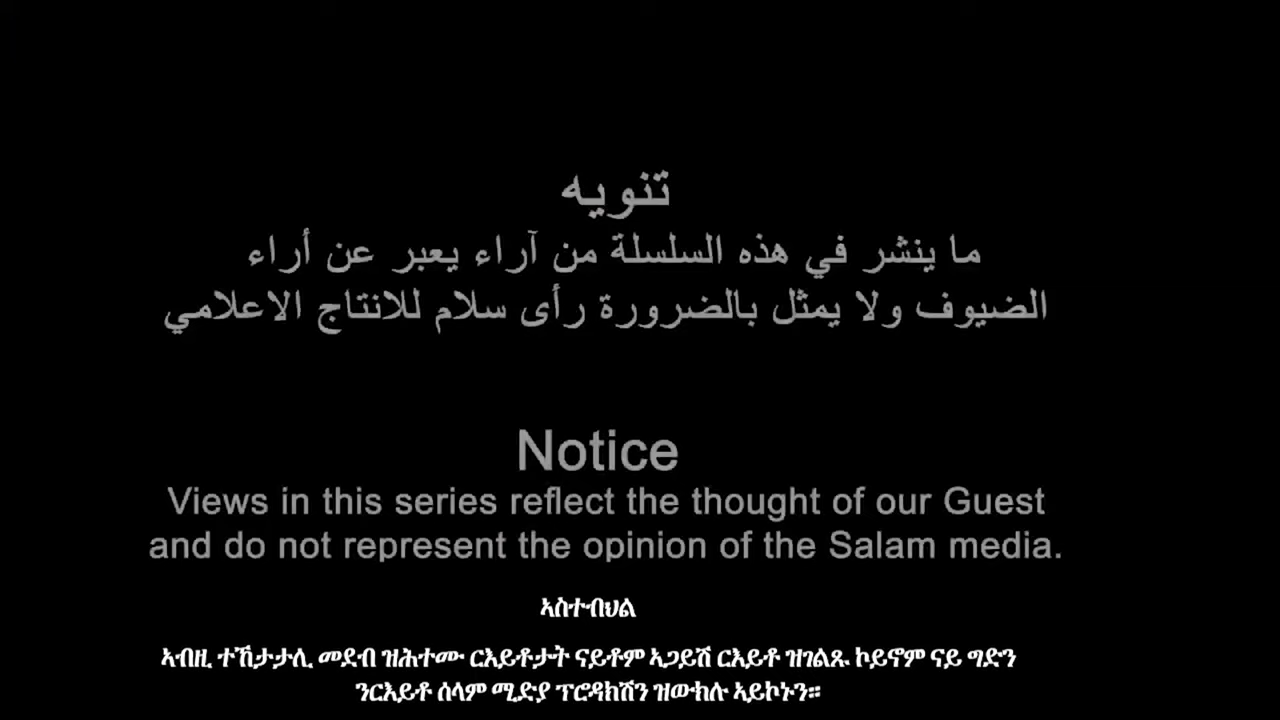 تنويه
ما ينشر في هذه السلسلة من آراء يعبر عن أراء
الضيوف ولا يمثل بالضرورة رأى سلام للانتاج الاعلامي
Notice
Views in this series reflect the thought of our Guest
and do not represent the opinion of the Salam media.
ኣስተብህል
ኣብዚ ተኸታታሊ መደብ ዝሕተሙ ርእይቶታት ናይቶም ኣጋይሽ ርእይቶ ዝገልጹ ኮይኖም ናይ ግድን
ንርእይቶ ሰላም ሚድያ ፕሮዳክሽን ዝውክሉ ኣይኮኑን።